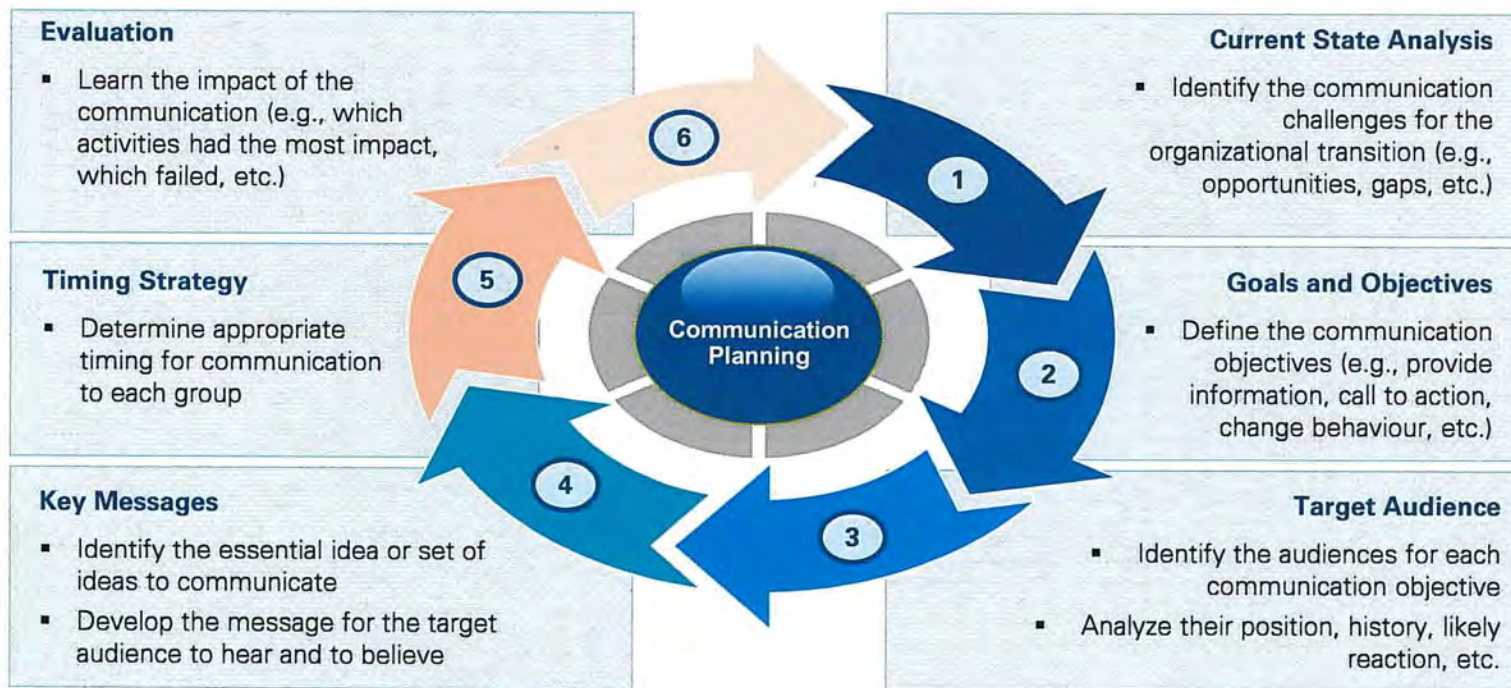 Evaluation
▪ Learn the impact of the
communication (e.g., which
activities had the most impact,
which failed, etc.)
Timing Strategy
▪ Determine appropriate
timing for communication
to each group
Key Messages
▪ Identify the essential idea or set of
ideas to communicate
▪ Develop the message for the target
audience to hear and to believe
6
1
5
2
4
3
Communication
Planning
Current State Analysis
▪ Identify the communication
challenges for the
organizational transition (e.g.,
opportunities, gaps, etc.)
Goals and Objectives
▪ Define the communication
objectives (e.g., provide
information, call to action,
change behaviour, etc.)
Target Audience
▪ Identify the audiences for each
communication objective
▪ Analyze their position, history, likely
reaction, etc.